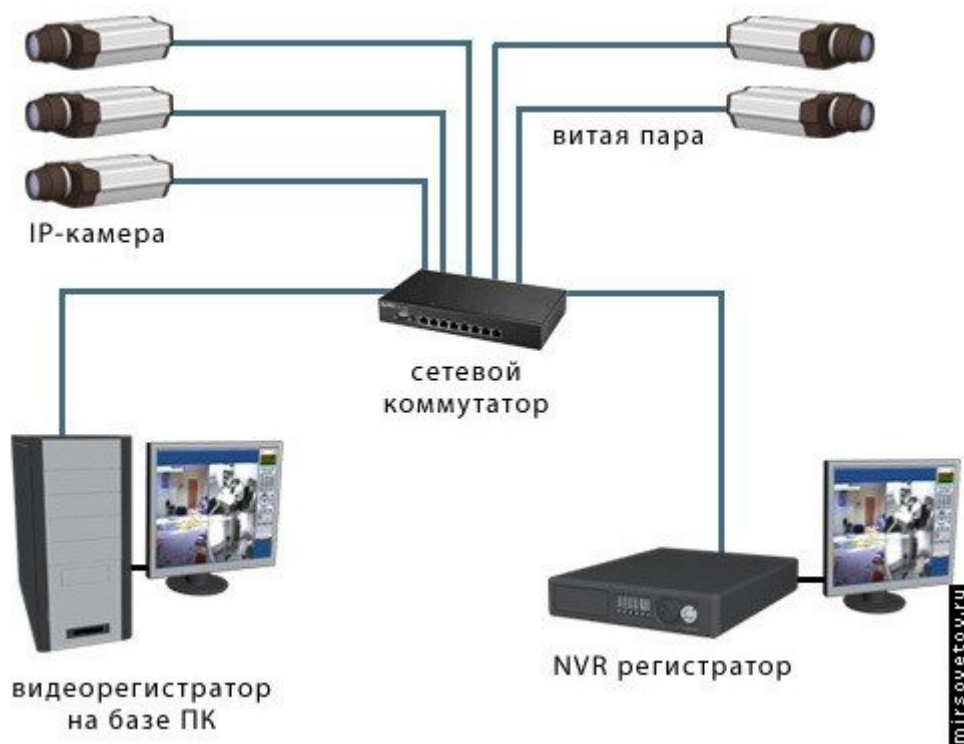 витая пара
IP-камера
сетевой
коммутатор
NVR регистратор
видеорегистратор
на базе ПК
mirsovetov.ru